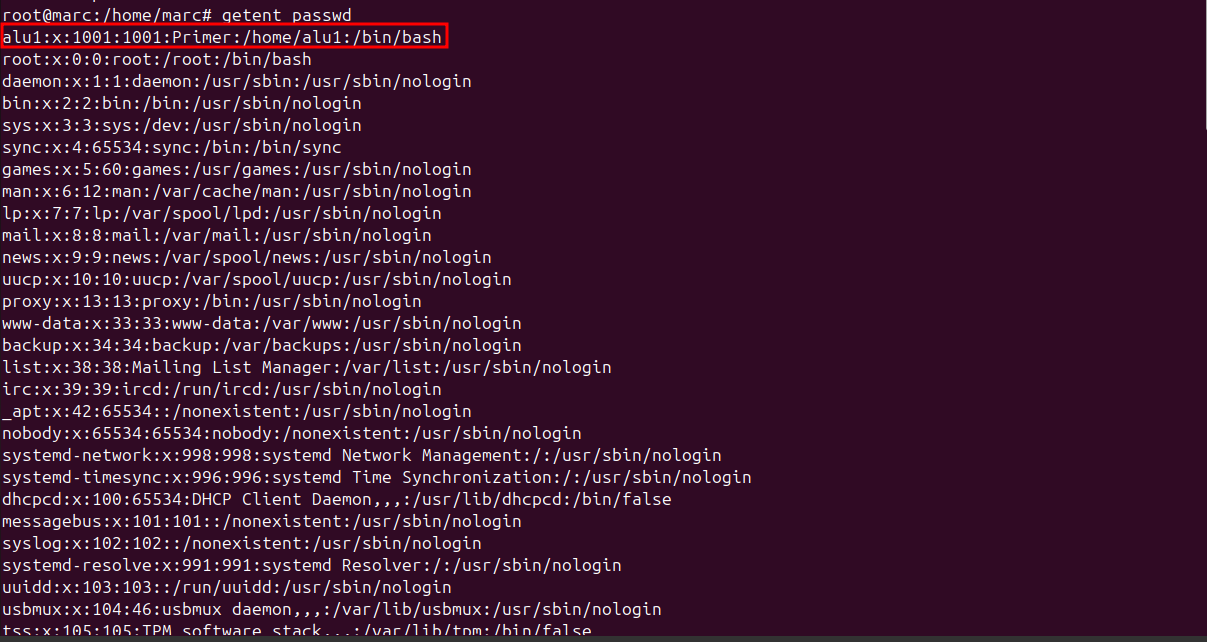 root@marc:/home/marc# getent passwd
alu1:x:1001:1001:Primer:/home/alu1:/bin/bash
root:x:0:0:root:/root:/bin/bash
daemon:x:1:1:daemon:/usr/sbin:/usr/sbin/nologin
bin:x:2:2:bin:/bin:/usr/sbin/nologin
sys:x:3:3:sys:/dev:/usr/sbin/nologin
sync:x:4:65534:sync:/bin:/bin/sync
games:x:5:60:games:/usr/games:/usr/sbin/nologin
man:x:6:12:man:/var/cache/man:/usr/sbin/nologin
lp:x:7:7:lp:/var/spool/lpd:/usr/sbin/nologin
mail:x:8:8:mail:/var/mail:/usr/sbin/nologin
news:x:9:9:news:/var/spool/news:/usr/sbin/nologin
uucp:x:10:10:uucp:/var/spool/uucp:/usr/sbin/nologin
proxy:x:13:13:proxy:/bin:/usr/sbin/nologin
www-data:x:33:33:www-data:/var/www:/usr/sbin/nologin
backup:x:34:34:backup:/var/backups:/usr/sbin/nologin
list:x:38:38:Mailing List Manager:/var/list:/usr/sbin/nologin
irc:x:39:39:ircd:/run/ircd:/usr/sbin/nologin
_apt:x:42:65534::/nonexistent:/usr/sbin/nologin
nobody:x:65534:65534:nobody:/nonexistent:/usr/sbin/nologin
systemd-network:x:998:998:systemd Network Management:/:/usr/sbin/nologin
systemd-timesync:x:996:996:systemd Time Synchronization:/:/usr/sbin/nologin
dhcpcd:x:100:65534:DHCP Client Daemon,,,:/usr/lib/dhcpcd:/bin/false
messagebus:x:101:101::/nonexistent:/usr/sbin/nologin
syslog:x:102:102::/nonexistent:/usr/sbin/nologin
systemd-resolve:x:991:991:systemd Resolver:/:/usr/sbin/nologin
uuidd:x:103:103::/run/uuidd:/usr/sbin/nologin
usbmux:x:104:46:usbmux daemon,,,:/var/lib/usbmux:/usr/sbin/nologin
tss:x:105:105:TPM software stack,,,:/var/lib/tpm:/bin/false